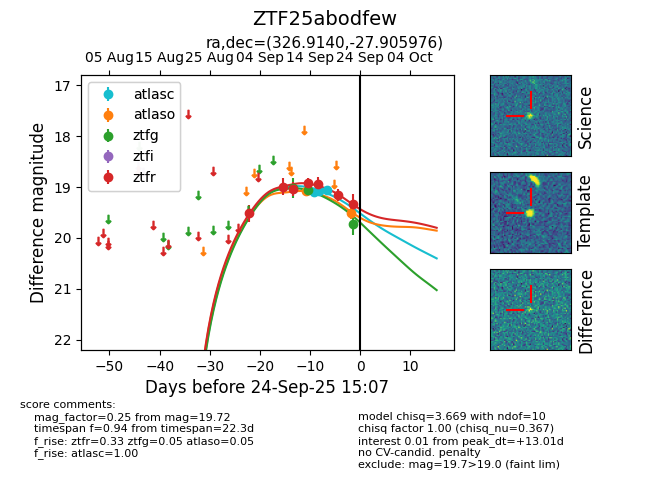 ZTF25abodfew
ra,dec=(326.9140,-27.905976)
05 Aug 15 Aug 25 Aug 04 Sep 14 Sep 24 Sep 04 Oct
17
18
19
20
21
22
Difference magnitude
atlasc
atlaso
ztfg
ztfi
ztfr
−50 −40 −30 −20 −10 0 10
Days before 24-Sep-25 15:07
Science
Template
Difference
score comments:
mag_factor=0.25 from mag=19.72
timespan f=0.94 from timespan=22.3d
f_rise: ztfr=0.33 ztfg=0.05 atlaso=0.05
f_rise: atlasc=1.00
model chisq=3.669 with ndof=10
chisq factor 1.00 (chisq_nu=0.367)
interest 0.01 from peak_dt=+13.01d
no CV-candid. penalty
exclude: mag=19.7>19.0 (faint lim)